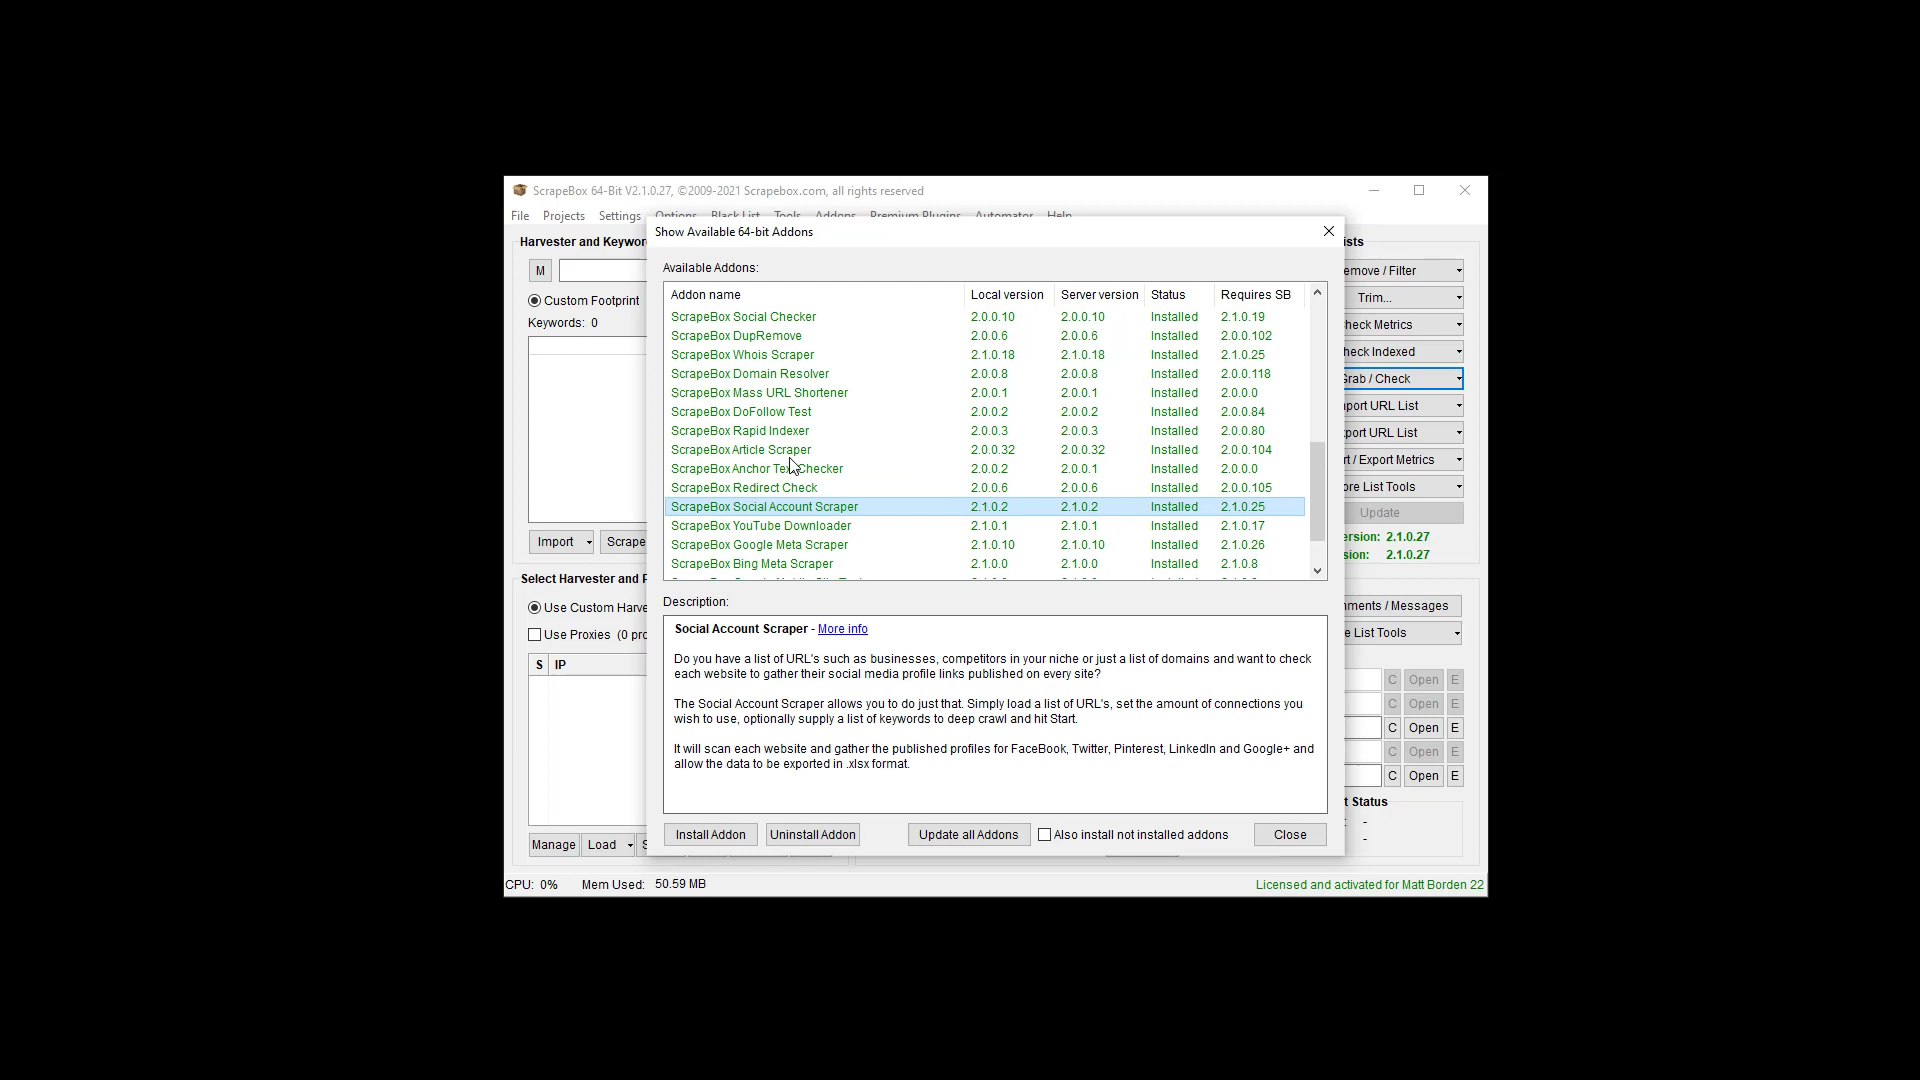 ScrapeBox 64-Bit V2.1.0.27, ©2009-2021 Scrapebox.com, all rights reserved
File Projects Settings Options Black List Tools Addons Premium Plugins Automator Help
Show Available 64-bit Addons
Harvester and Keywor
ists
Available Addons:
M
emove / Filter
Addon name Local version Server version Status Requires SB
Custom Footprint
Trim...
Keywords: 0
ScrapeBox Social Checker 2.0.0.10 2.0.0.10 Installed 2.1.0.19
heck Metrics
ScrapeBox DupRemove 2.0.0.6 2.0.0.6 Installed 2.0.0.102
ScrapeBox Whois Scraper 2.1.0.18 2.1.0.18 Installed 2.1.0.25
heck Indexed
ScrapeBox Domain Resolver 2.0.0.8 2.0.0.8 Installed 2.0.0.118
Grab / Check
ScrapeBox Mass URL Shortener 2.0.0.1 2.0.0.1 Installed 2.0.0.0
port URL List
ScrapeBox DoFollow Test 2.0.0.2 2.0.0.2 Installed 2.0.0.84
ScrapeBox Rapid Indexer 2.0.0.3 2.0.0.3 Installed 2.0.0.80
port URL List
ScrapeBox Article Scraper 2.0.0.32 2.0.0.32 Installed 2.0.0.104
rt / Export Metrics
ScrapeBox Anchor Text Checker 2.0.0.2 2.0.0.1 Installed 2.0.0.0
ScrapeBox Redirect Check 2.0.0.6 2.0.0.6 Installed 2.0.0.105
ore List Tools
ScrapeBox Social Account Scraper 2.1.0.2 2.1.0.2 Installed 2.1.0.25
Update
ScrapeBox YouTube Downloader 2.1.0.1 2.1.0.1 Installed 2.1.0.17
ersion: 2.1.0.27
Import Scrape
ScrapeBox Google Meta Scraper 2.1.0.10 2.1.0.10 Installed 2.1.0.26
sion: 2.1.0.27
ScrapeBox Bing Meta Scraper 2.1.0.0 2.1.0.0 Installed 2.1.0.8
Select Harvester and P
Description:
Use Custom Harve
ments / Messages
Social Account Scraper - More info
Use Proxies (0 pro
e List Tools
S IP
Do you have a list of URL's such as businesses, competitors in your niche or just a list of domains and want to check
each website to gather their social media profile links published on every site?
C Open E
The Social Account Scraper allows you to do just that. Simply load a list of URL's, set the amount of connections you
C Open E
wish to use, optionally supply a list of keywords to deep crawl and hit Start.
C Open E
It will scan each website and gather the published profiles for FaceBook, Twitter, Pinterest, LinkedIn and Google+ and
C Open E
allow the data to be exported in .xlsx format.
C Open E
t Status
: -
-
Install Addon Uninstall Addon Update all Addons Also install not installed addons Close
Manage Load S
CPU: 0% Mem Used: 50.59 MB Licensed and activated for Matt Borden 22